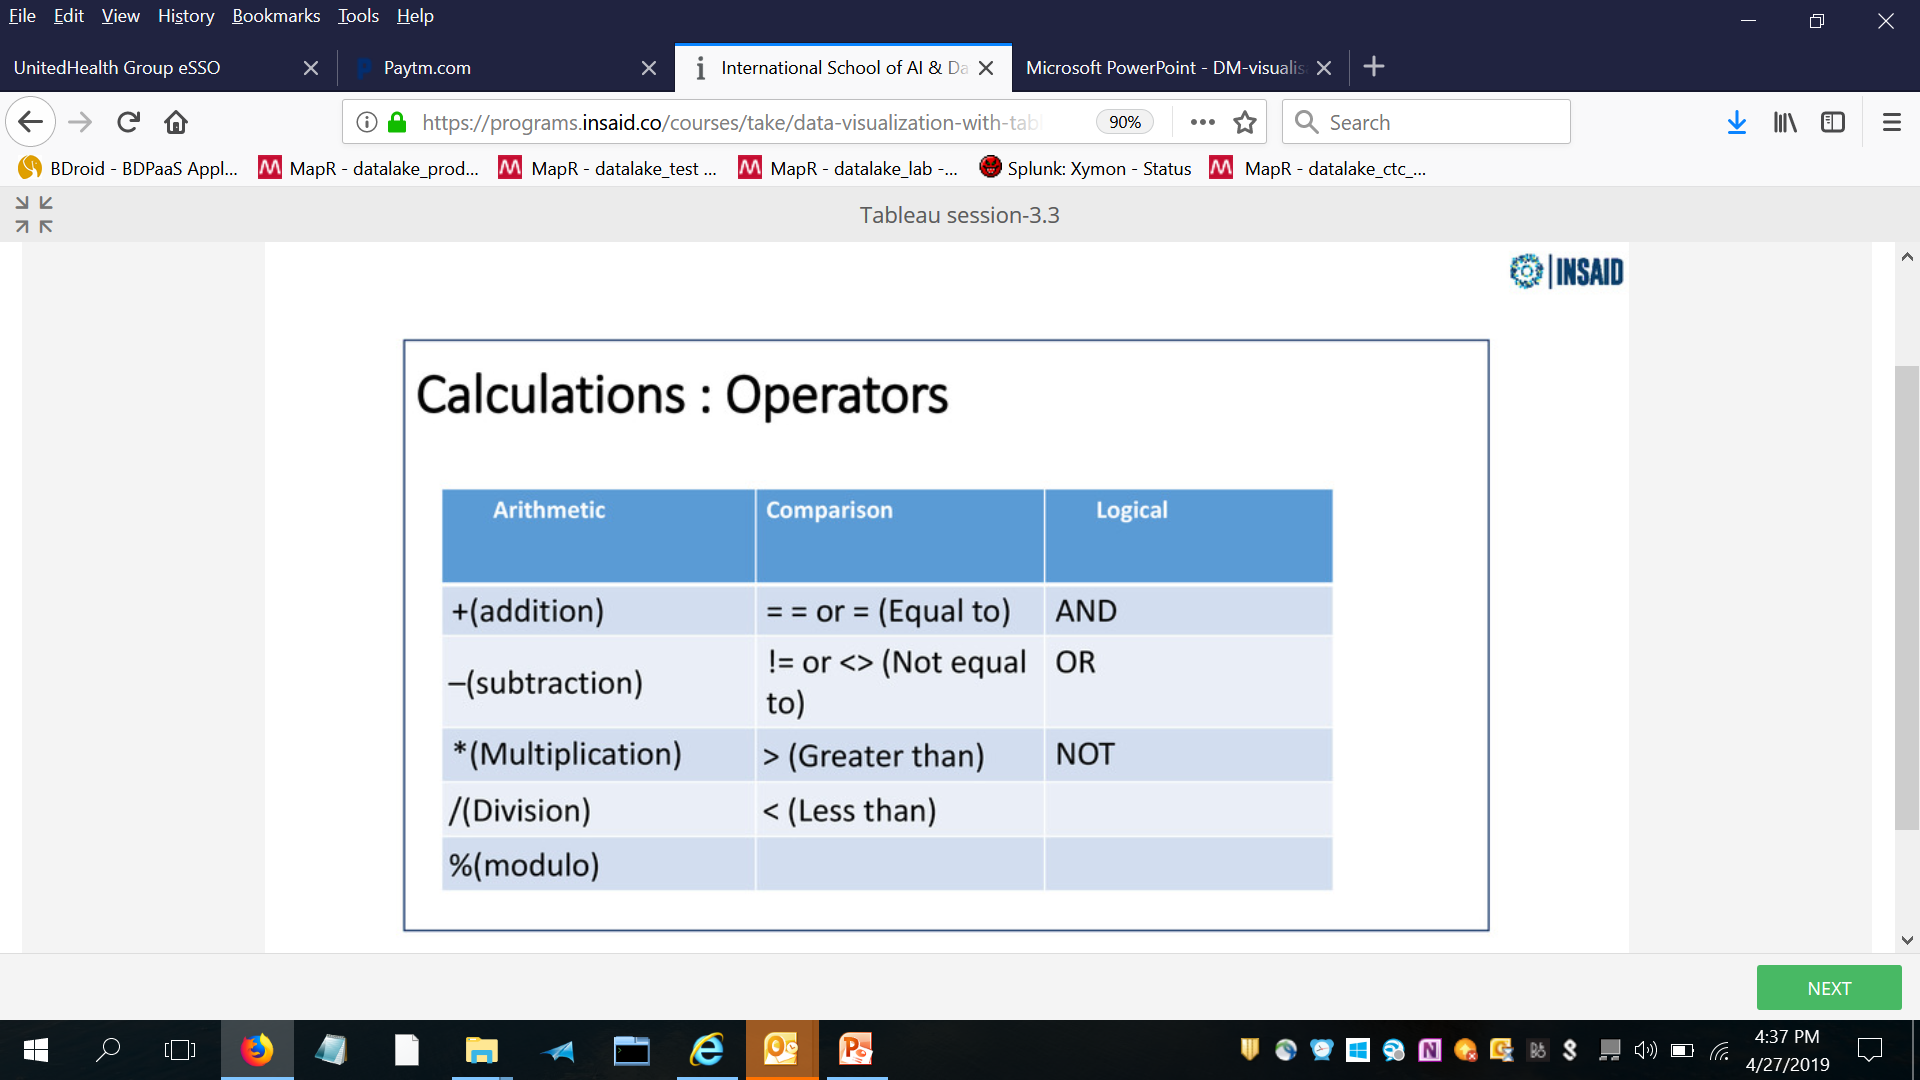 File Edit View History Bookmarks Tools Help
UnitedHealth Group eSSO
Paytm.com
International School of AI & Da
Microsoft PowerPoint - DM-visualis
https://programs.insaid.co/courses/take/data-visualization-with-tabl
90%
Search
BDroid - BDPaaS Appl...
MapR - datalake_prod...
MapR - datalake_test ...
MapR - datalake_lab -...
Splunk: Xymon - Status
MapR - datalake_ctc_...
Tableau session-3.3
INSAID
Calculations : Operators
Arithmetic Comparison Logical
+(addition) = = or = (Equal to) AND
–(subtraction) != or <> (Not equal to) OR
*(Multiplication) > (Greater than) NOT
/(Division) < (Less than)
%(modulo)
NEXT
4:37 PM
4/27/2019